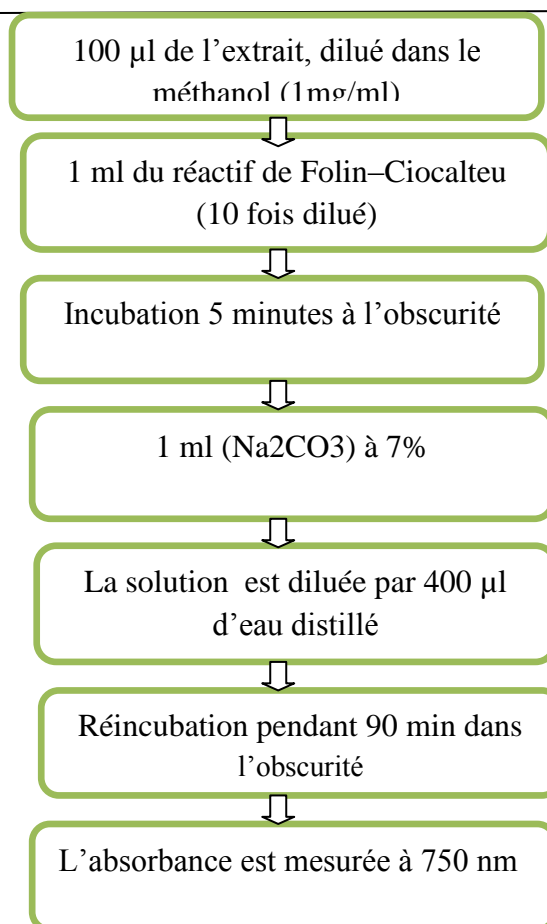 100 µl de l’extrait, dilué dans le
méthanol (1mg/ml)
1 ml du réactif de Folin–Ciocalteu
(10 fois dilué)
Incubation 5 minutes à l’obscurité
1 ml (Na2CO3) à 7%
La solution est diluée par 400 µl
d’eau distillé
Réincubation pendant 90 min dans
l’obscurité
L’absorbance est mesurée à 750 nm